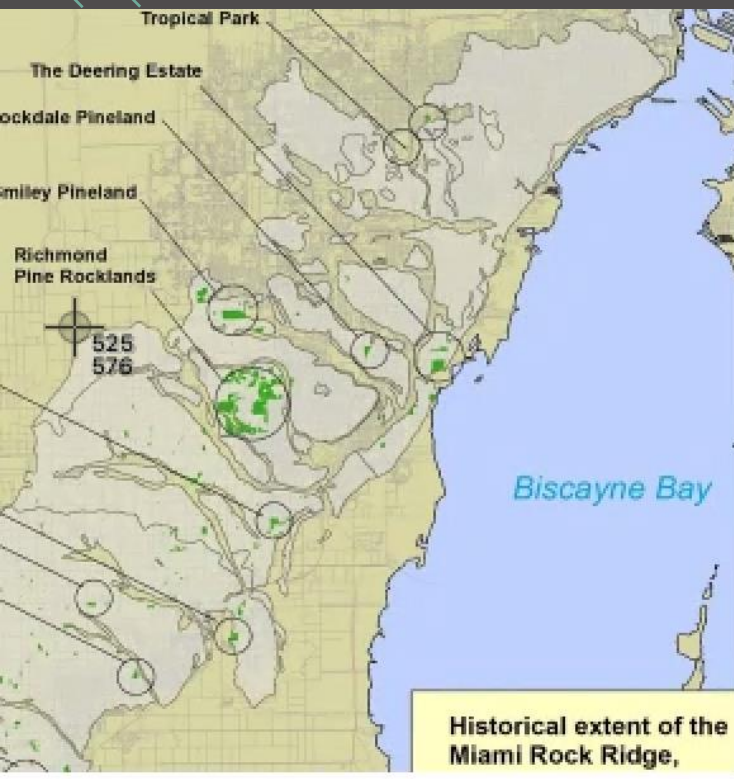 Tropical Park
The Deering Estate
ockdale Pineland
miley Pineland
Richmond
Pine Rocklands
525
576
Biscayne Bay
Historical extent of the
Miami Rock Ridge,